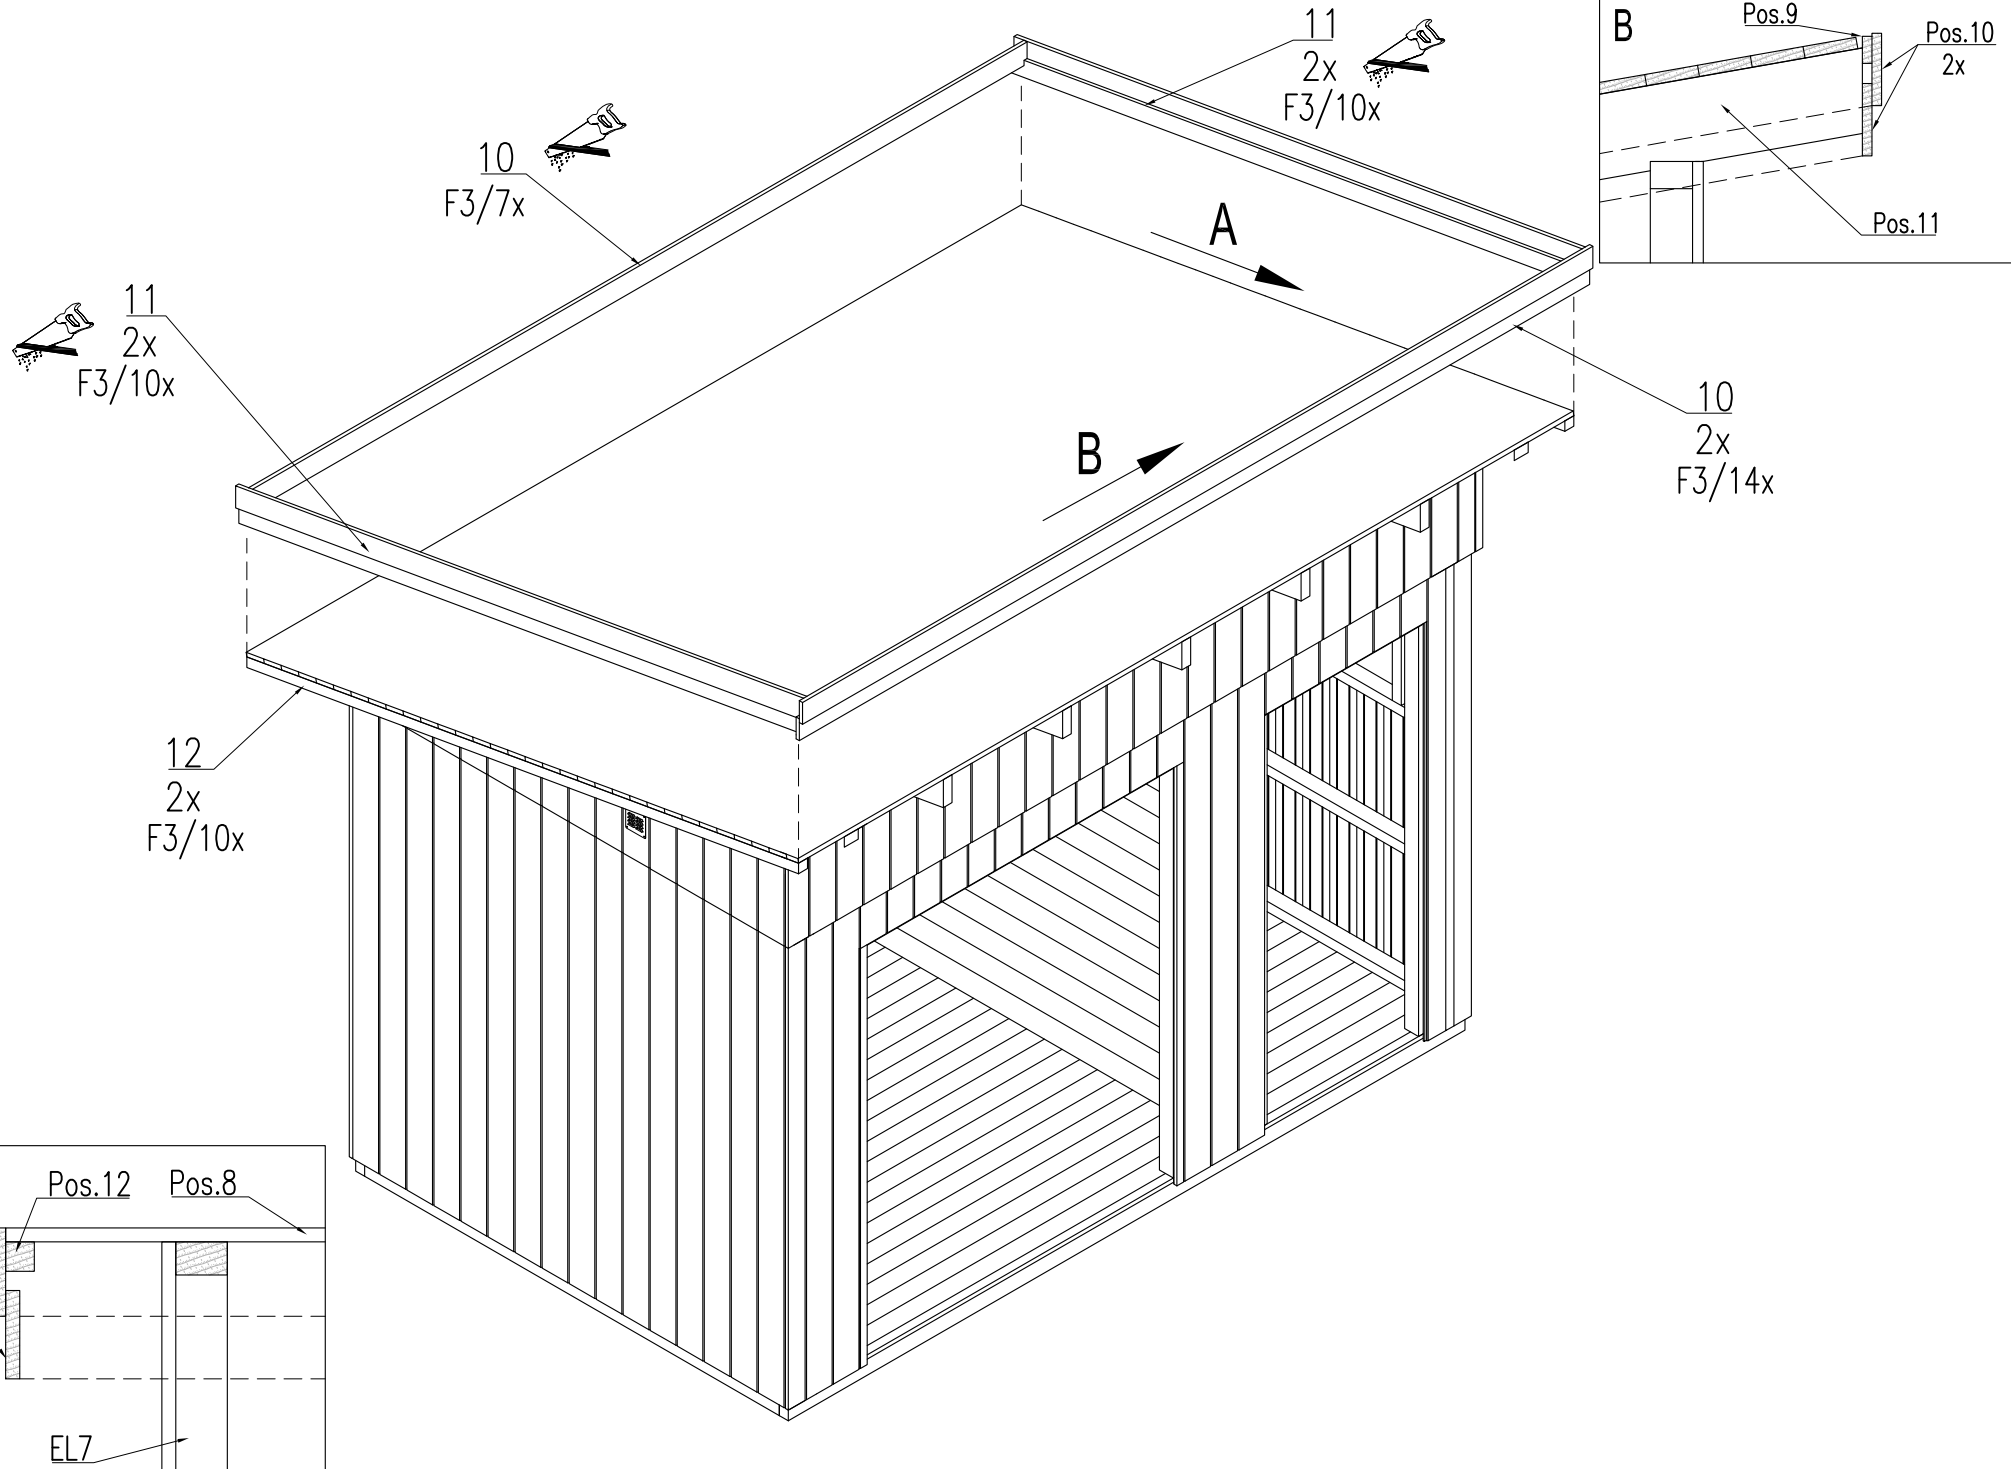 11
2x
F3/10x
B
Pos.9
Pos.10
2x
Pos.11
10
F3/7x
A
11
2x
F3/10x
10
2x
F3/14x
B
12
2x
F3/10x
Pos.12
Pos.8
EL7